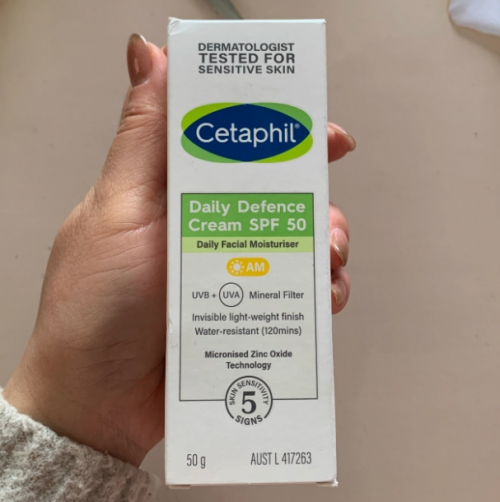 DERMATOLOGIST
TESTED FOR
SENSITIVE SKIN
Cetaphil®
Daily Defence
Cream SPF 50
Daily Facial Moisturiser
AM
UVB + UVA Mineral Filter
Invisible light-weight finish
Water-resistant (120mins)
Micronised Zinc Oxide
Technology
SKIN SENSITIVITY
5
SIGNS
50 g AUST L 417263